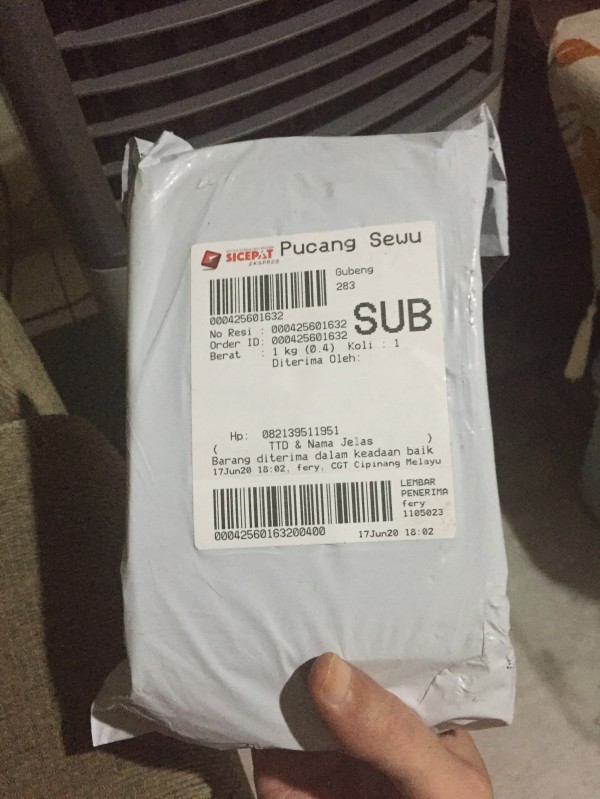 SICEPAT
EKSPRES
Pucang Sewu
Gubeng
283
000425601632
SUB
No Resi : 000425601632
Order ID: 000425601632
Berat : 1 kg (0.4) Koli : 1
Diterima Oleh:
Hp: 082139511951
( TTD & Nama Jelas )
Barang diterima dalam keadaan baik
17Jun20 18:02, fery, CGT Cipinang Melayu
LEMBAR
PENERIMA
fery
1105023
00042560163200400
17Jun20 18:02